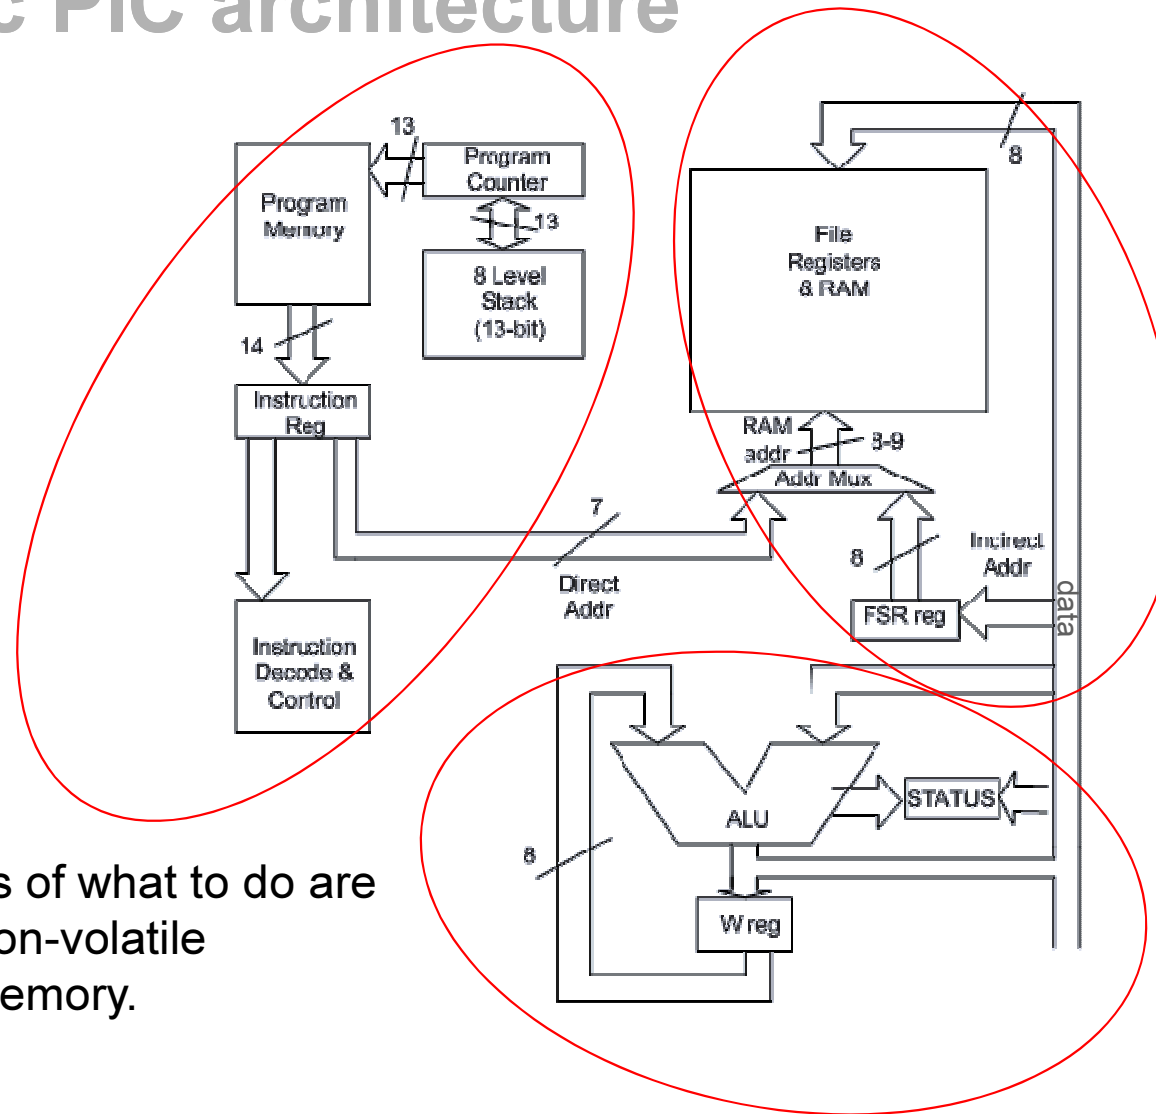 c PIC architecture
13
8
Program
Counter
Program
Memory
13
File
Registers
& RAM
8 Level
Stack
(13-bit)
14
Instruction
Reg
RAM
addr
8-9
Addr Mux
7
8
Indirect
Addr
Direct
Addr
data
FSR reg
Instruction
Decode &
Control
STATUS
ALU
8
s of what to do are
on-volatile
emory.
W reg